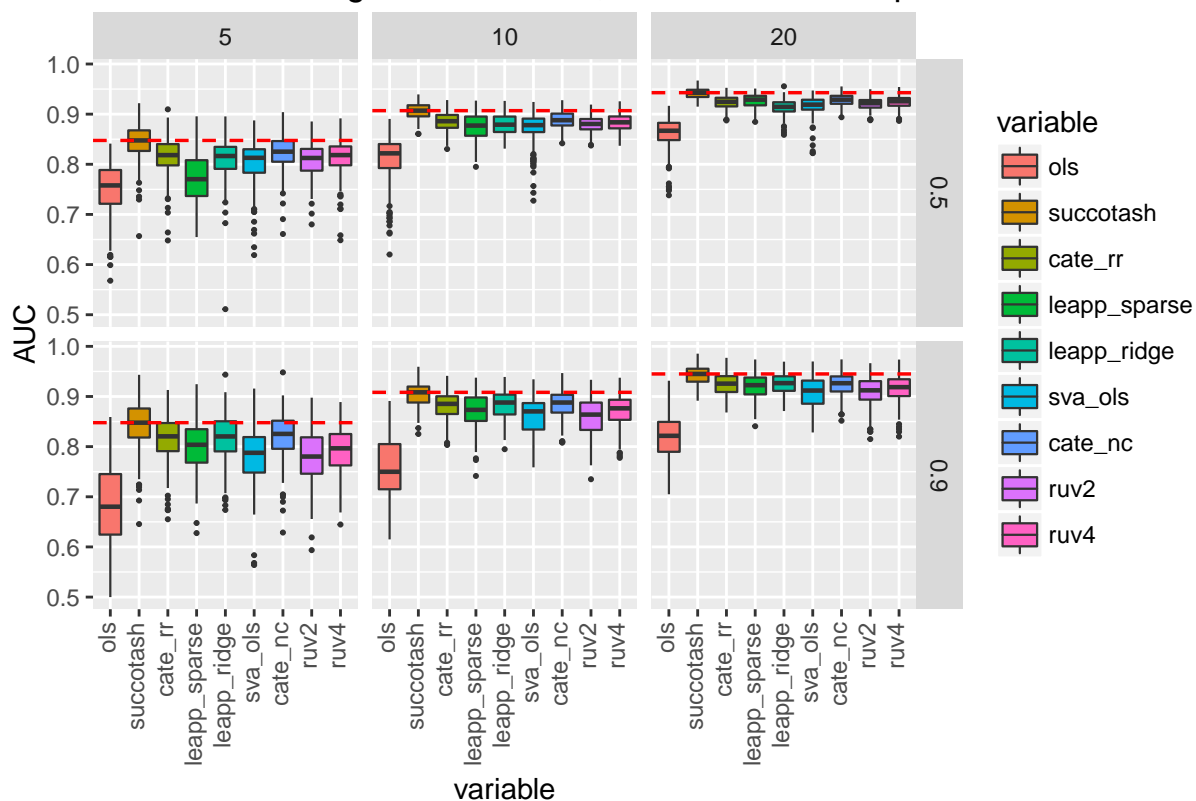 5 10 20
1.0
0.9
0.8
0.7
0.6
0.5
0.5
AUC
1.0
0.9
0.8
0.7
0.6
0.5
0.9
ols succotash cate_rr leapp_sparse leapp_ridge sva_ols cate_nc ruv2 ruv4
ols succotash cate_rr leapp_sparse leapp_ridge sva_ols cate_nc ruv2 ruv4
ols succotash cate_rr leapp_sparse leapp_ridge sva_ols cate_nc ruv2 ruv4
variable
variable
ols
succotash
cate_rr
leapp_sparse
leapp_ridge
sva_ols
cate_nc
ruv2
ruv4